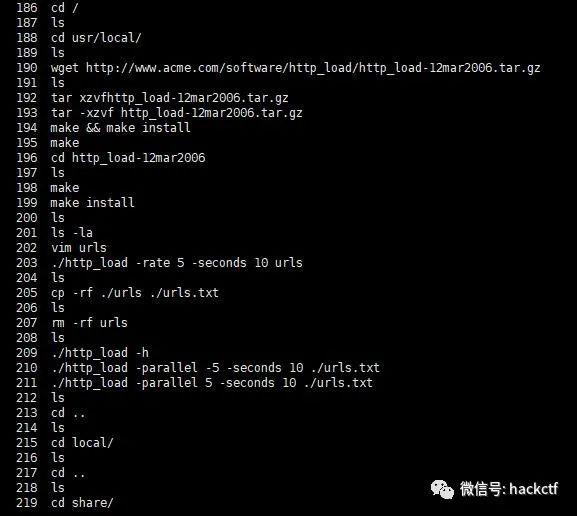 186 cd /
187 ls
188 cd usr/local/
189 ls
190 wget http://www.acme.com/software/http_load/http_load-12mar2006.tar.gz
191 ls
192 tar xzvfhttp_load-12mar2006.tar.gz
193 tar -xzvf http_load-12mar2006.tar.gz
194 make && make install
195 make
196 cd http_load-12mar2006
197 ls
198 make
199 make install
200 ls
201 ls -la
202 vim urls
203 ./http_load -rate 5 -seconds 10 urls
204 ls
205 cp -rf ./urls ./urls.txt
206 ls
207 rm -rf urls
208 ls
209 ./http_load -h
210 ./http_load -parallel -5 -seconds 10 ./urls.txt
211 ./http_load -parallel 5 -seconds 10 ./urls.txt
212 ls
213 cd ..
214 ls
215 cd local/
216 ls
217 cd ..
218 ls
219 cd share/
微信号: hackctf